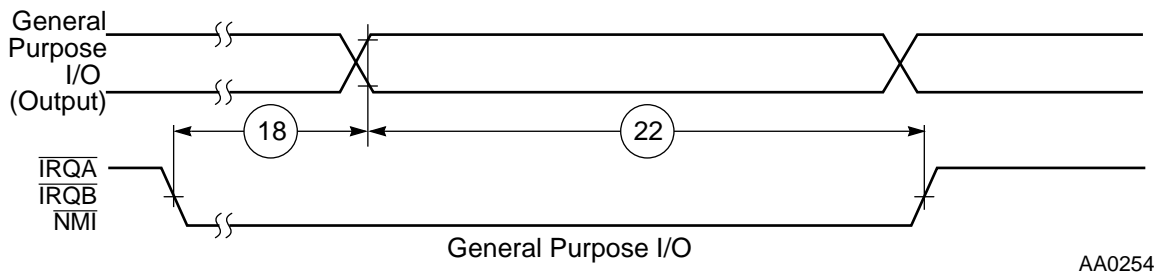 General
Purpose
I/O
(Output)
18
22
IRQA
IRQB
NMI
General Purpose I/O
AA0254